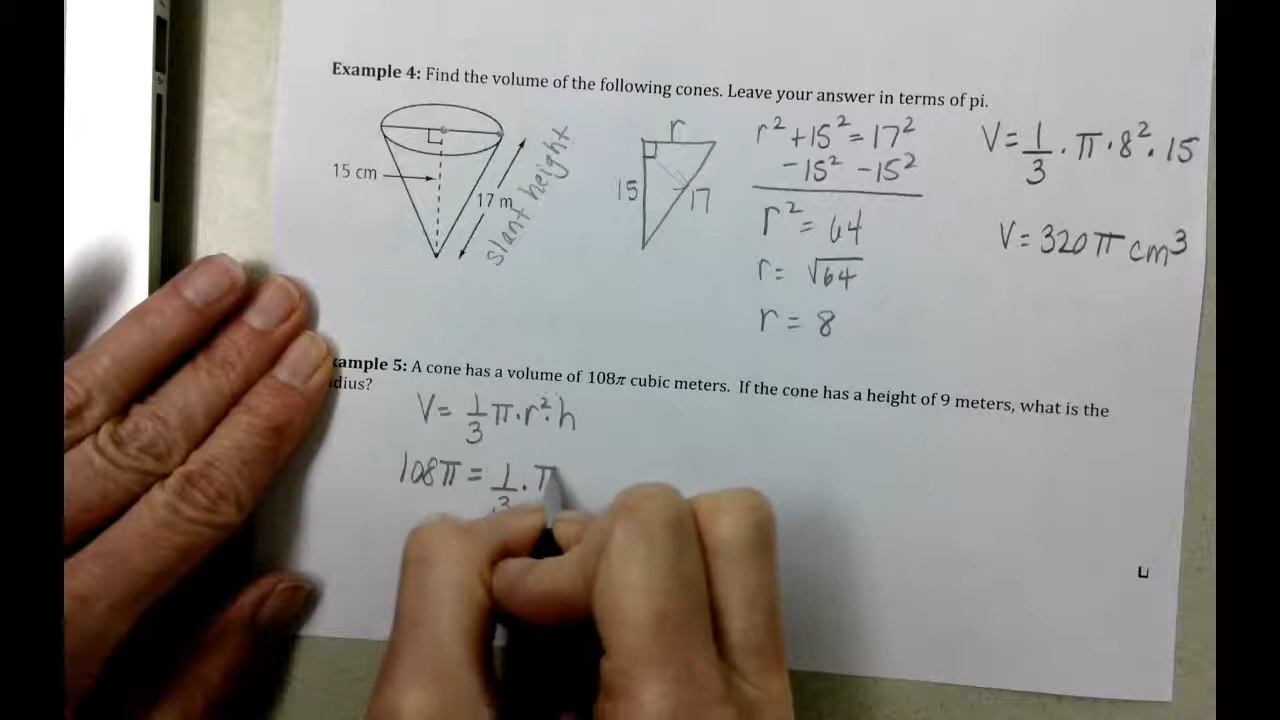 Example 4: Find the volume of the following cones. Leave your answer in terms of pi.
15 cm
17 m
slant height
r
15
17
r² + 15² = 17²
- 15² - 15²
r² = 64
r = √64
r = 8
V = 1/3 · π · 8² · 15
V = 320π cm³
ample 5: A cone has a volume of 108π cubic meters. If the cone has a height of 9 meters, what is the
dius?
V = 1/3 π · r² · h
108π = 1/3 · π